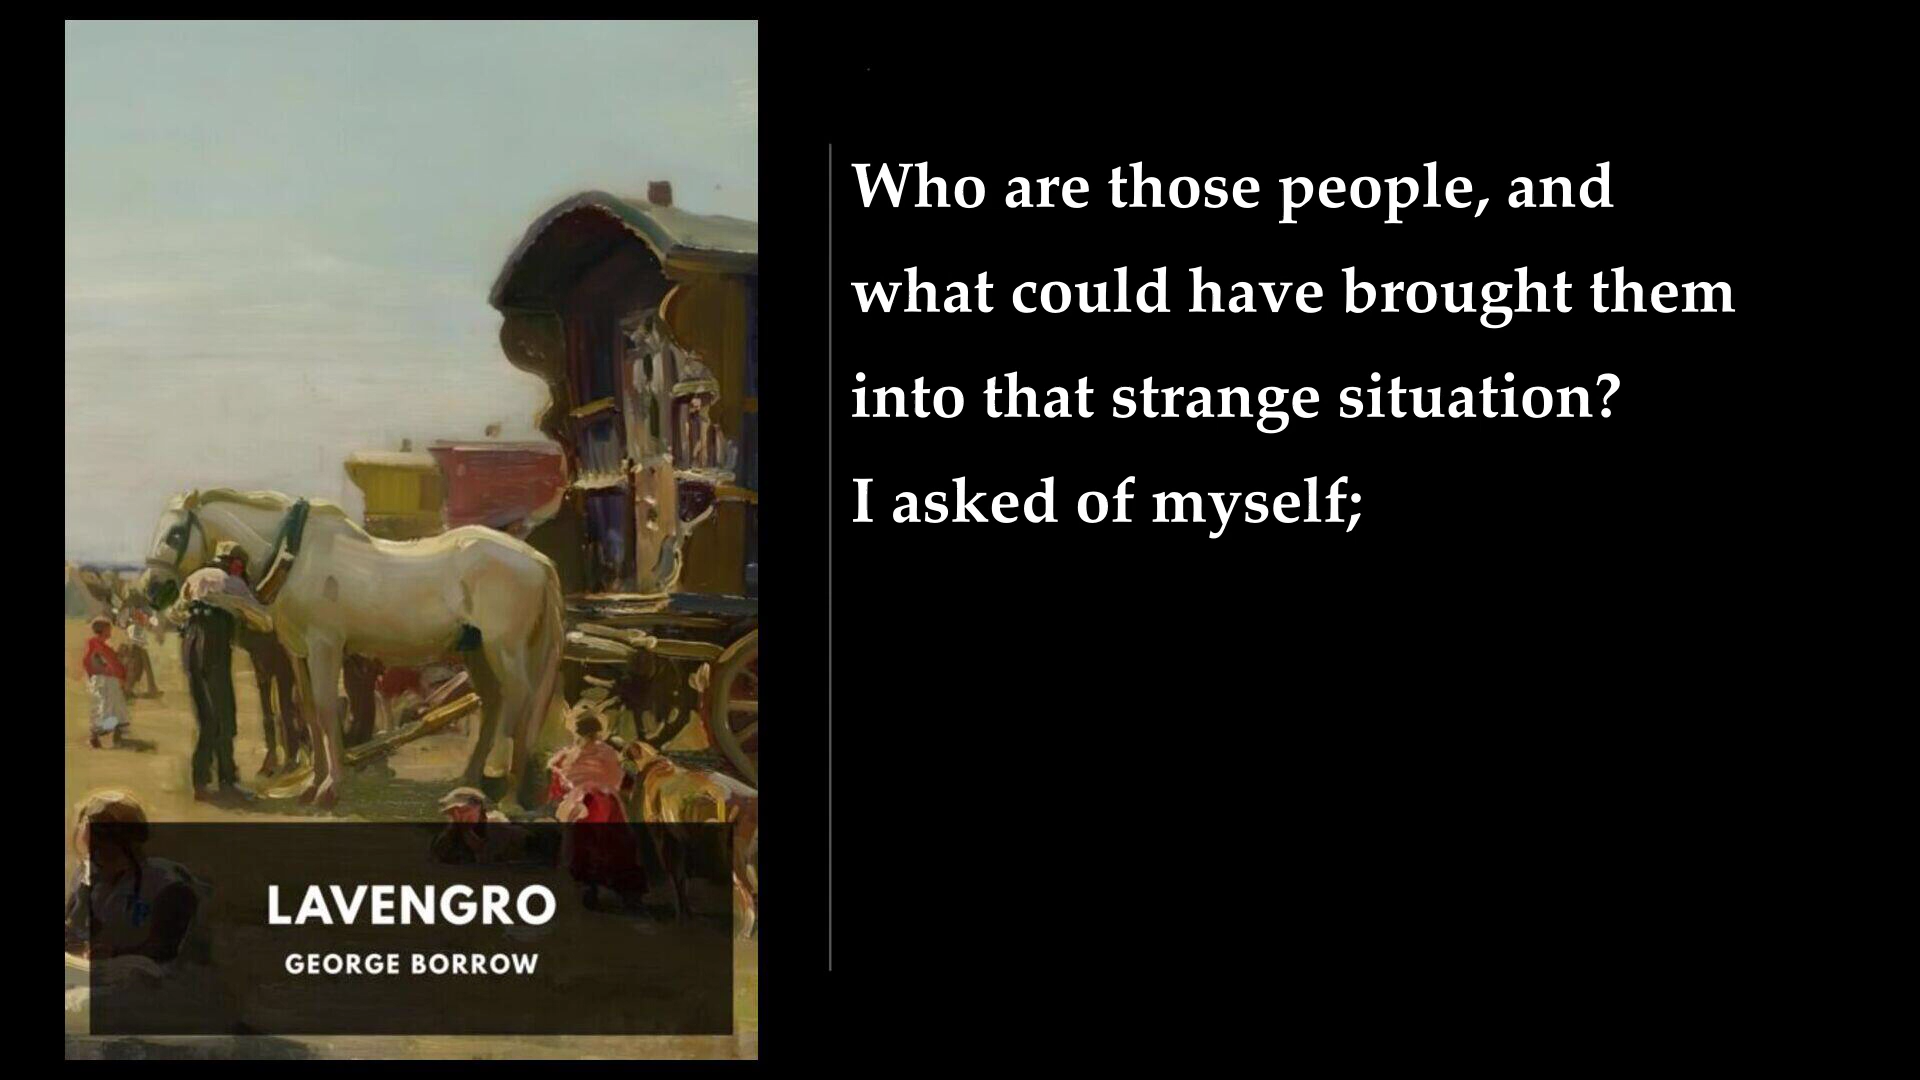 Who are those people, and
what could have brought them
into that strange situation?
I asked of myself;
LAVENGRO
GEORGE BORROW